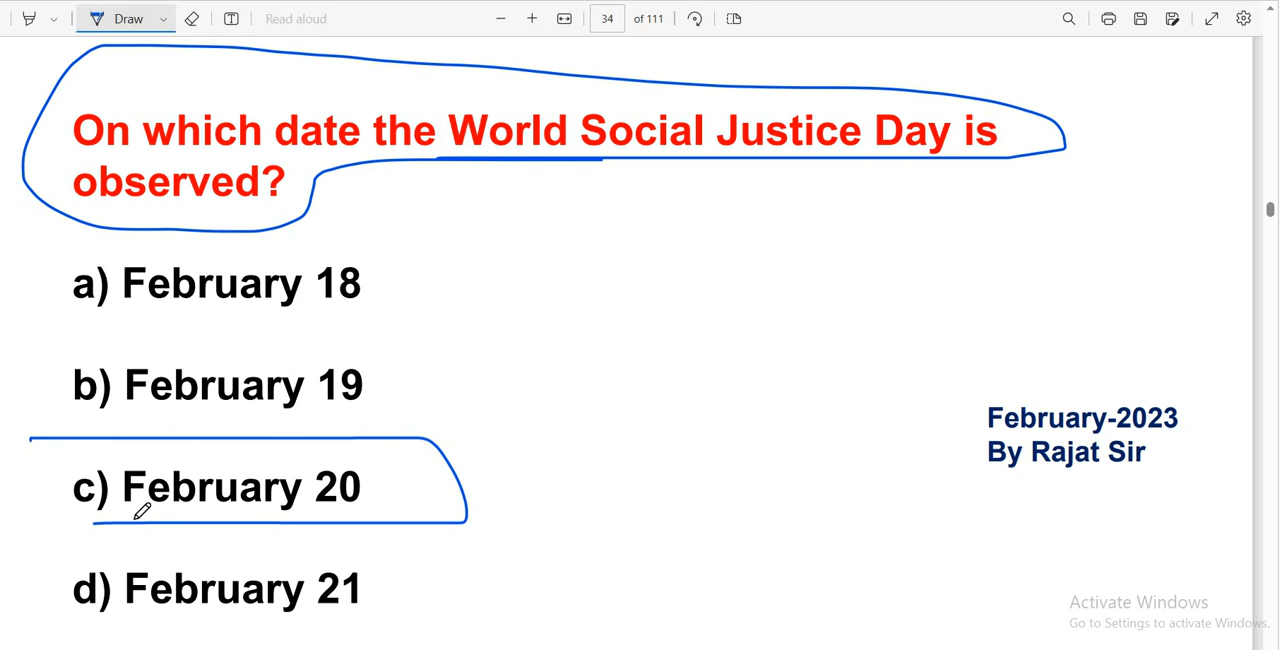 Draw
Read aloud
34 of 111
On which date the World Social Justice Day is
observed?
a) February 18
b) February 19
c) February 20
d) February 21
February-2023
By Rajat Sir
Activate Windows
Go to Settings to activate Windows.